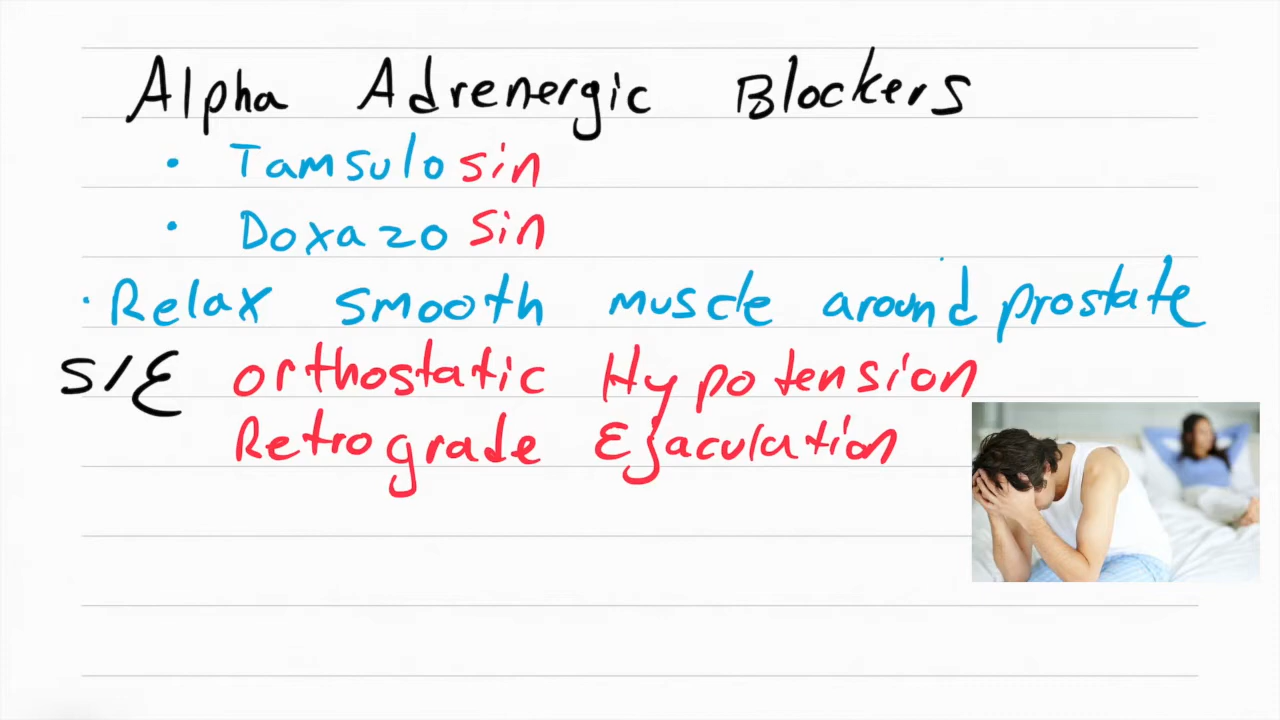 Alpha Adrenergic Blockers
• Tamsulosin
• Doxazosin
• Relax smooth muscle around prostate
S/E orthostatic Hypotension
Retrograde Ejaculation